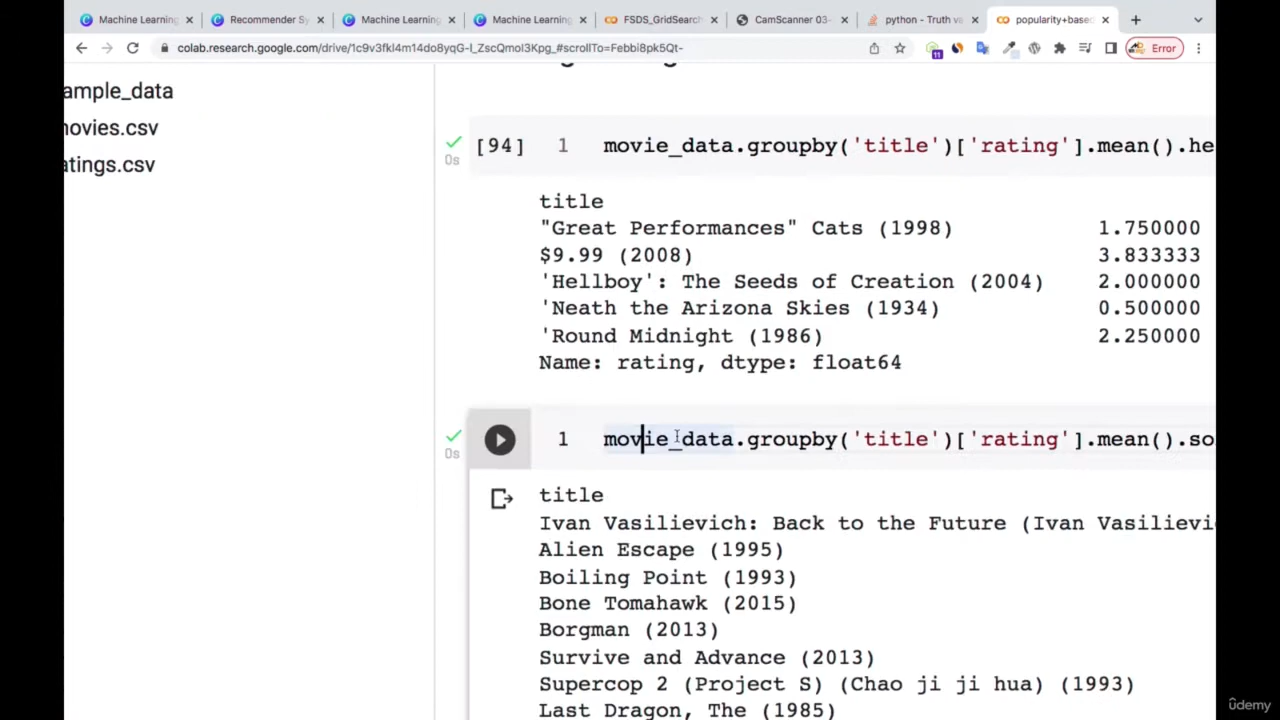 Machine Learning
Recommender Sy
Machine Learning
Machine Learning
FSDS_GridSearch
CamScanner 03-
python - Truth va
popularity+base
colab.research.google.com/drive/1c9v3fkl4m14do8yqG-l_ZscQmoI3Kpg_#scrollTo=Febbi8pk5Qt-
11
Error
ample_data
ovies.csv
atings.csv
0s
[94]
1
movie_data.groupby('title')['rating'].mean().he
title
"Great Performances" Cats (1998) 1.750000
$9.99 (2008) 3.833333
'Hellboy': The Seeds of Creation (2004) 2.000000
'Neath the Arizona Skies (1934) 0.500000
'Round Midnight (1986) 2.250000
Name: rating, dtype: float64
0s
1
movie_data.groupby('title')['rating'].mean().so
title
Ivan Vasilievich: Back to the Future (Ivan Vasilievi
Alien Escape (1995)
Boiling Point (1993)
Bone Tomahawk (2015)
Borgman (2013)
Survive and Advance (2013)
Supercop 2 (Project S) (Chao ji ji hua) (1993)
Last Dragon, The (1985)
ûdemy